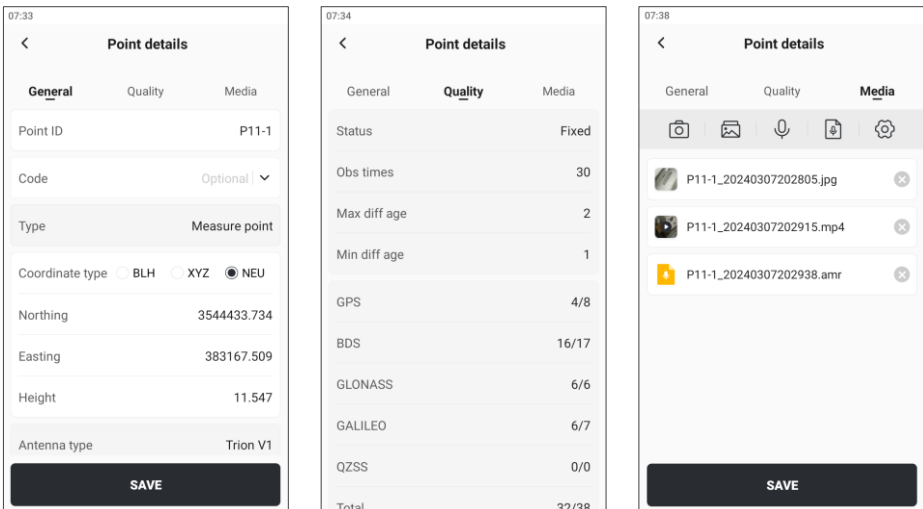 07:33
Point details
General Quality Media
Point ID P11-1
Code Optional
Type Measure point
Coordinate type BLH XYZ NEU
Northing 3544433.734
Easting 383167.509
Height 11.547
Antenna type Trion V1
SAVE
07:34
Point details
General Quality Media
Status Fixed
Obs times 30
Max diff age 2
Min diff age 1
GPS 4/8
BDS 16/17
GLONASS 6/6
GALILEO 6/7
QZSS 0/0
Total 32/38
07:38
Point details
General Quality Media
P11-1_20240307202805.jpg
P11-1_20240307202915.mp4
P11-1_20240307202938.amr
SAVE